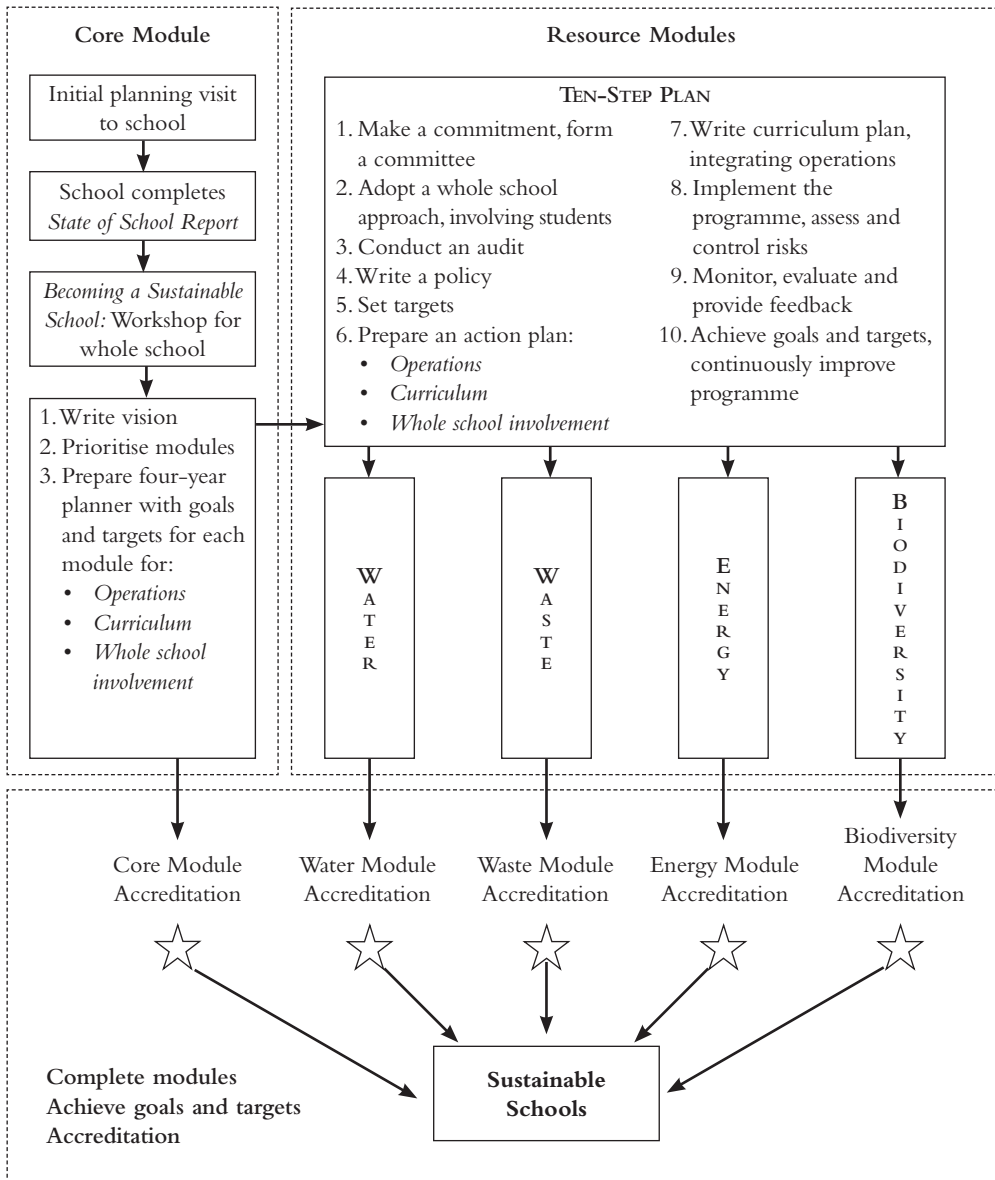 Core Module
Initial planning visit
to school
School completes
State of School Report
Becoming a Sustainable
School: Workshop for
whole school
1. Write vision
2. Prioritise modules
3. Prepare four-year
planner with goals
and targets for each
module for:
• Operations
• Curriculum
• Whole school
involvement
Resource Modules
TEN-STEP PLAN
1. Make a commitment, form
a committee
2. Adopt a whole school
approach, involving students
3. Conduct an audit
4. Write a policy
5. Set targets
6. Prepare an action plan:
• Operations
• Curriculum
• Whole school involvement
7. Write curriculum plan,
integrating operations
8. Implement the
programme, assess and
control risks
9. Monitor, evaluate and
provide feedback
10. Achieve goals and targets,
continuously improve
programme
WATER
WASTE
ENERGY
BIODIVERSITY
Core Module
Accreditation
Water Module
Accreditation
Waste Module
Accreditation
Energy Module
Accreditation
Biodiversity
Module
Accreditation
Complete modules
Achieve goals and targets
Accreditation
Sustainable
Schools